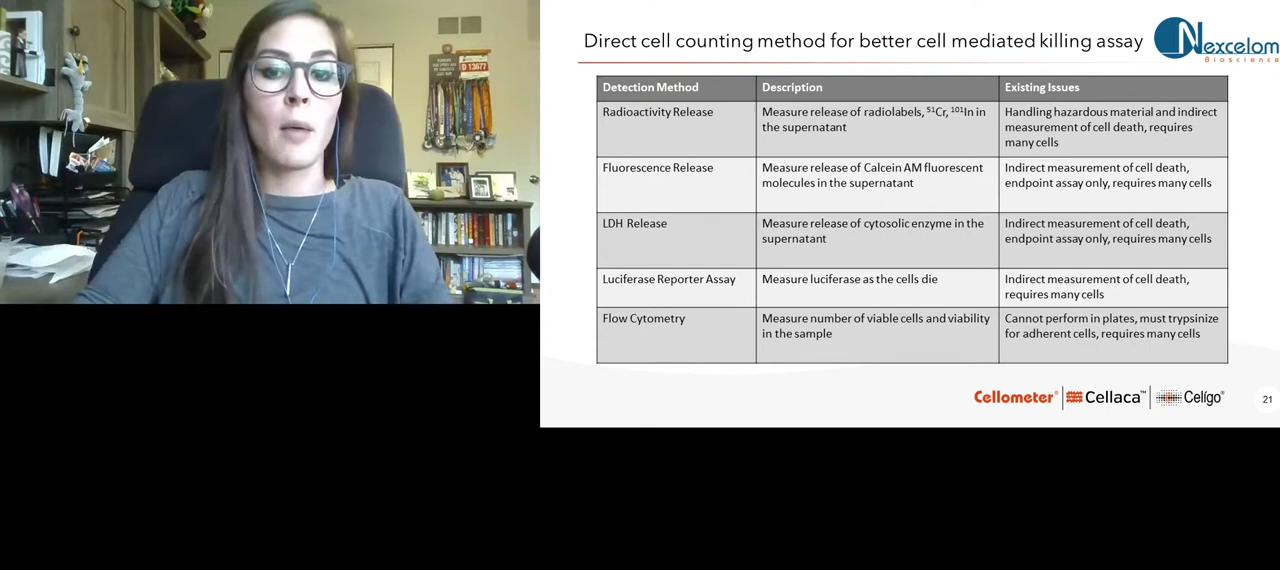 D 13677
Direct cell counting method for better cell mediated killing assay
Nexcelom
Bioscience
Detection Method
Description
Existing Issues
Radioactivity Release
Measure release of radiolabels, ⁵¹Cr, ¹⁰¹In in
the supernatant
Handling hazardous material and indirect
measurement of cell death, requires
many cells
Fluorescence Release
Measure release of Calcein AM fluorescent
molecules in the supernatant
Indirect measurement of cell death,
endpoint assay only, requires many cells
LDH Release
Measure release of cytosolic enzyme in the
supernatant
Indirect measurement of cell death,
endpoint assay only, requires many cells
Luciferase Reporter Assay
Measure luciferase as the cells die
Indirect measurement of cell death,
requires many cells
Flow Cytometry
Measure number of viable cells and viability
in the sample
Cannot perform in plates, must trypsinize
for adherent cells, requires many cells
Cellometer®
Cellaca™
Celígo®
21